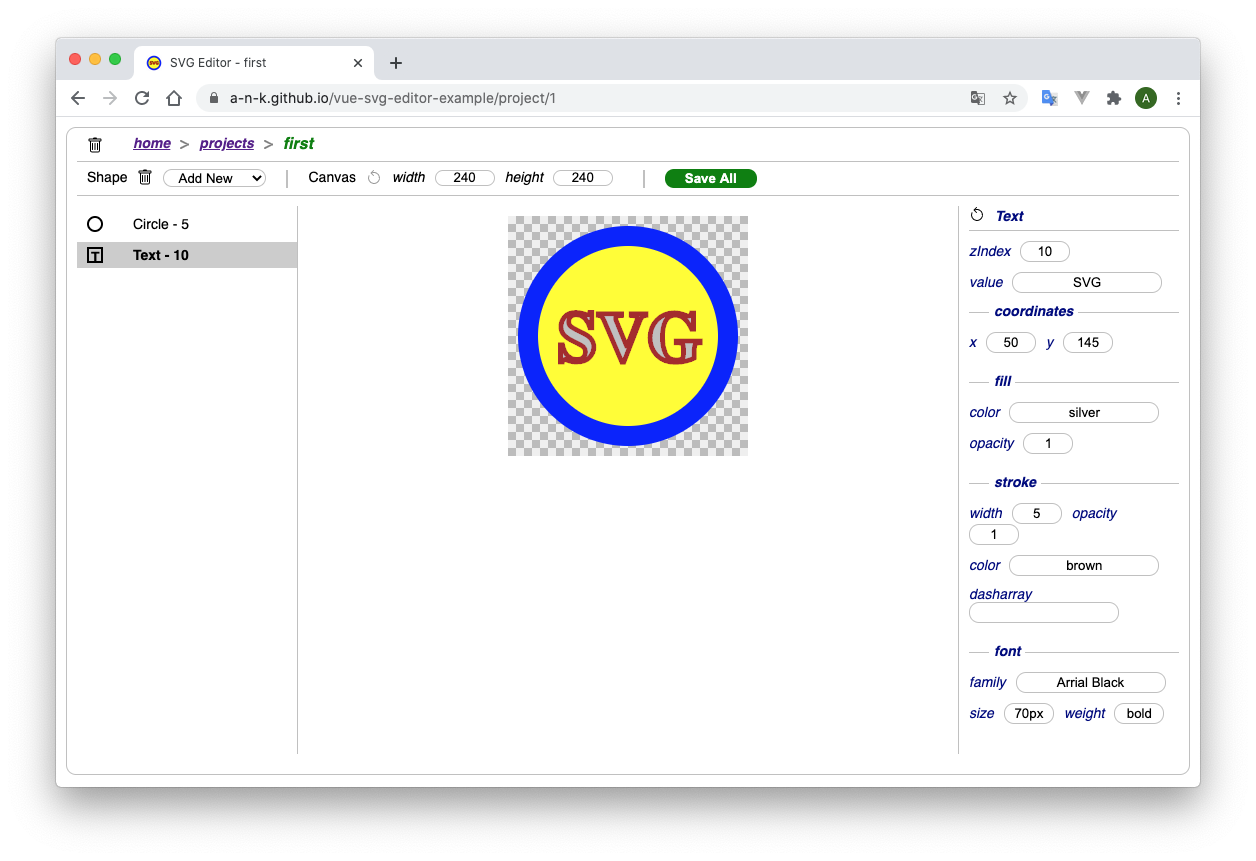 SVG Editor - first
a-n-k.github.io/vue-svg-editor-example/project/1
A
home > projects > first
Shape Add New | Canvas width 240 height 240 | Save All
Circle - 5
T Text - 10
SVG
Text
zIndex 10
value SVG
coordinates
x 50 y 145
fill
color silver
opacity 1
stroke
width 5 opacity
1
color brown
dasharray
font
family Arrial Black
size 70px weight bold